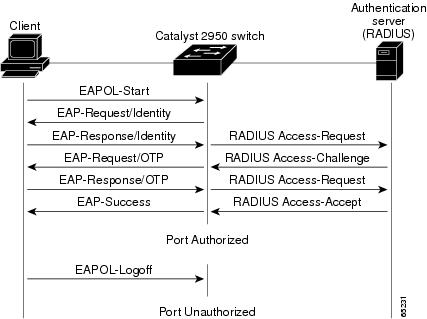 Client
Catalyst 2950 switch
Authentication
server
(RADIUS)
EAPOL-Start
EAP-Request/Identity
EAP-Response/Identity
RADIUS Access-Request
EAP-Request/OTP
RADIUS Access-Challenge
EAP-Response/OTP
RADIUS Access-Request
EAP-Success
RADIUS Access-Accept
Port Authorized
EAPOL-Logoff
Port Unauthorized
65231